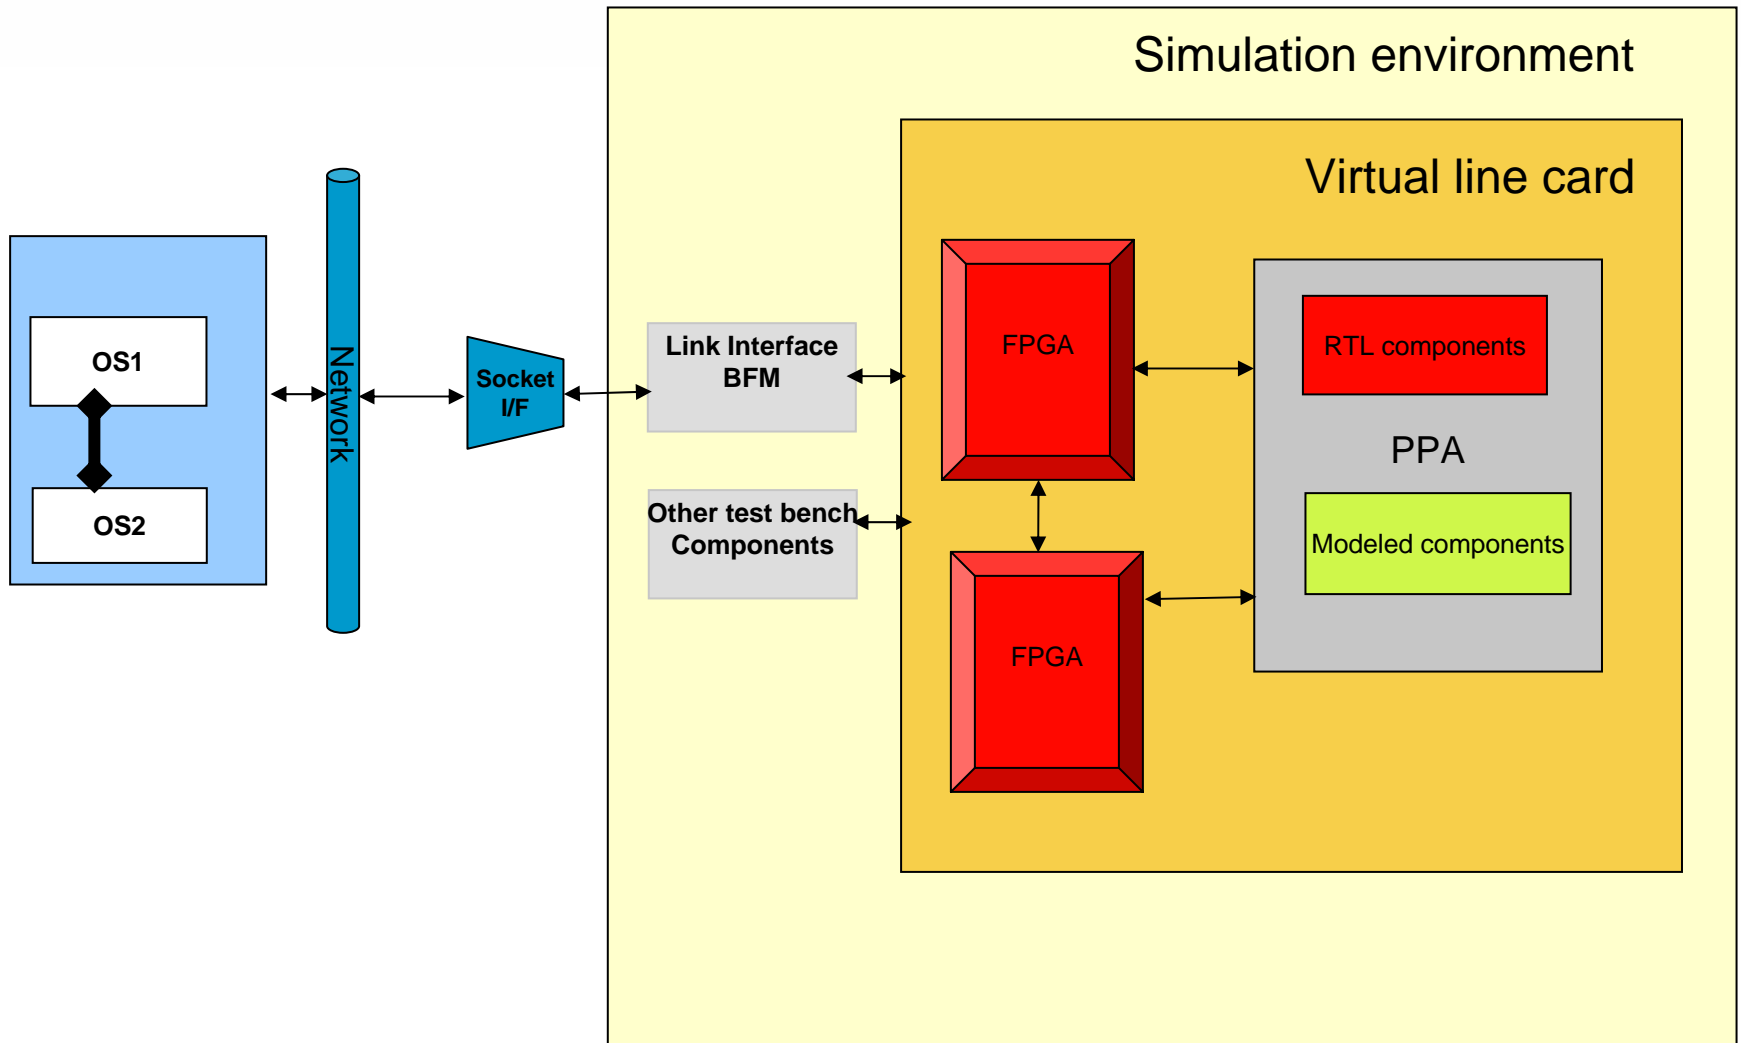 Simulation environment
Virtual line card
OS1
OS2
Network
Socket
I/F
Link Interface
BFM
Other test bench
Components
FPGA
FPGA
RTL components
PPA
Modeled components